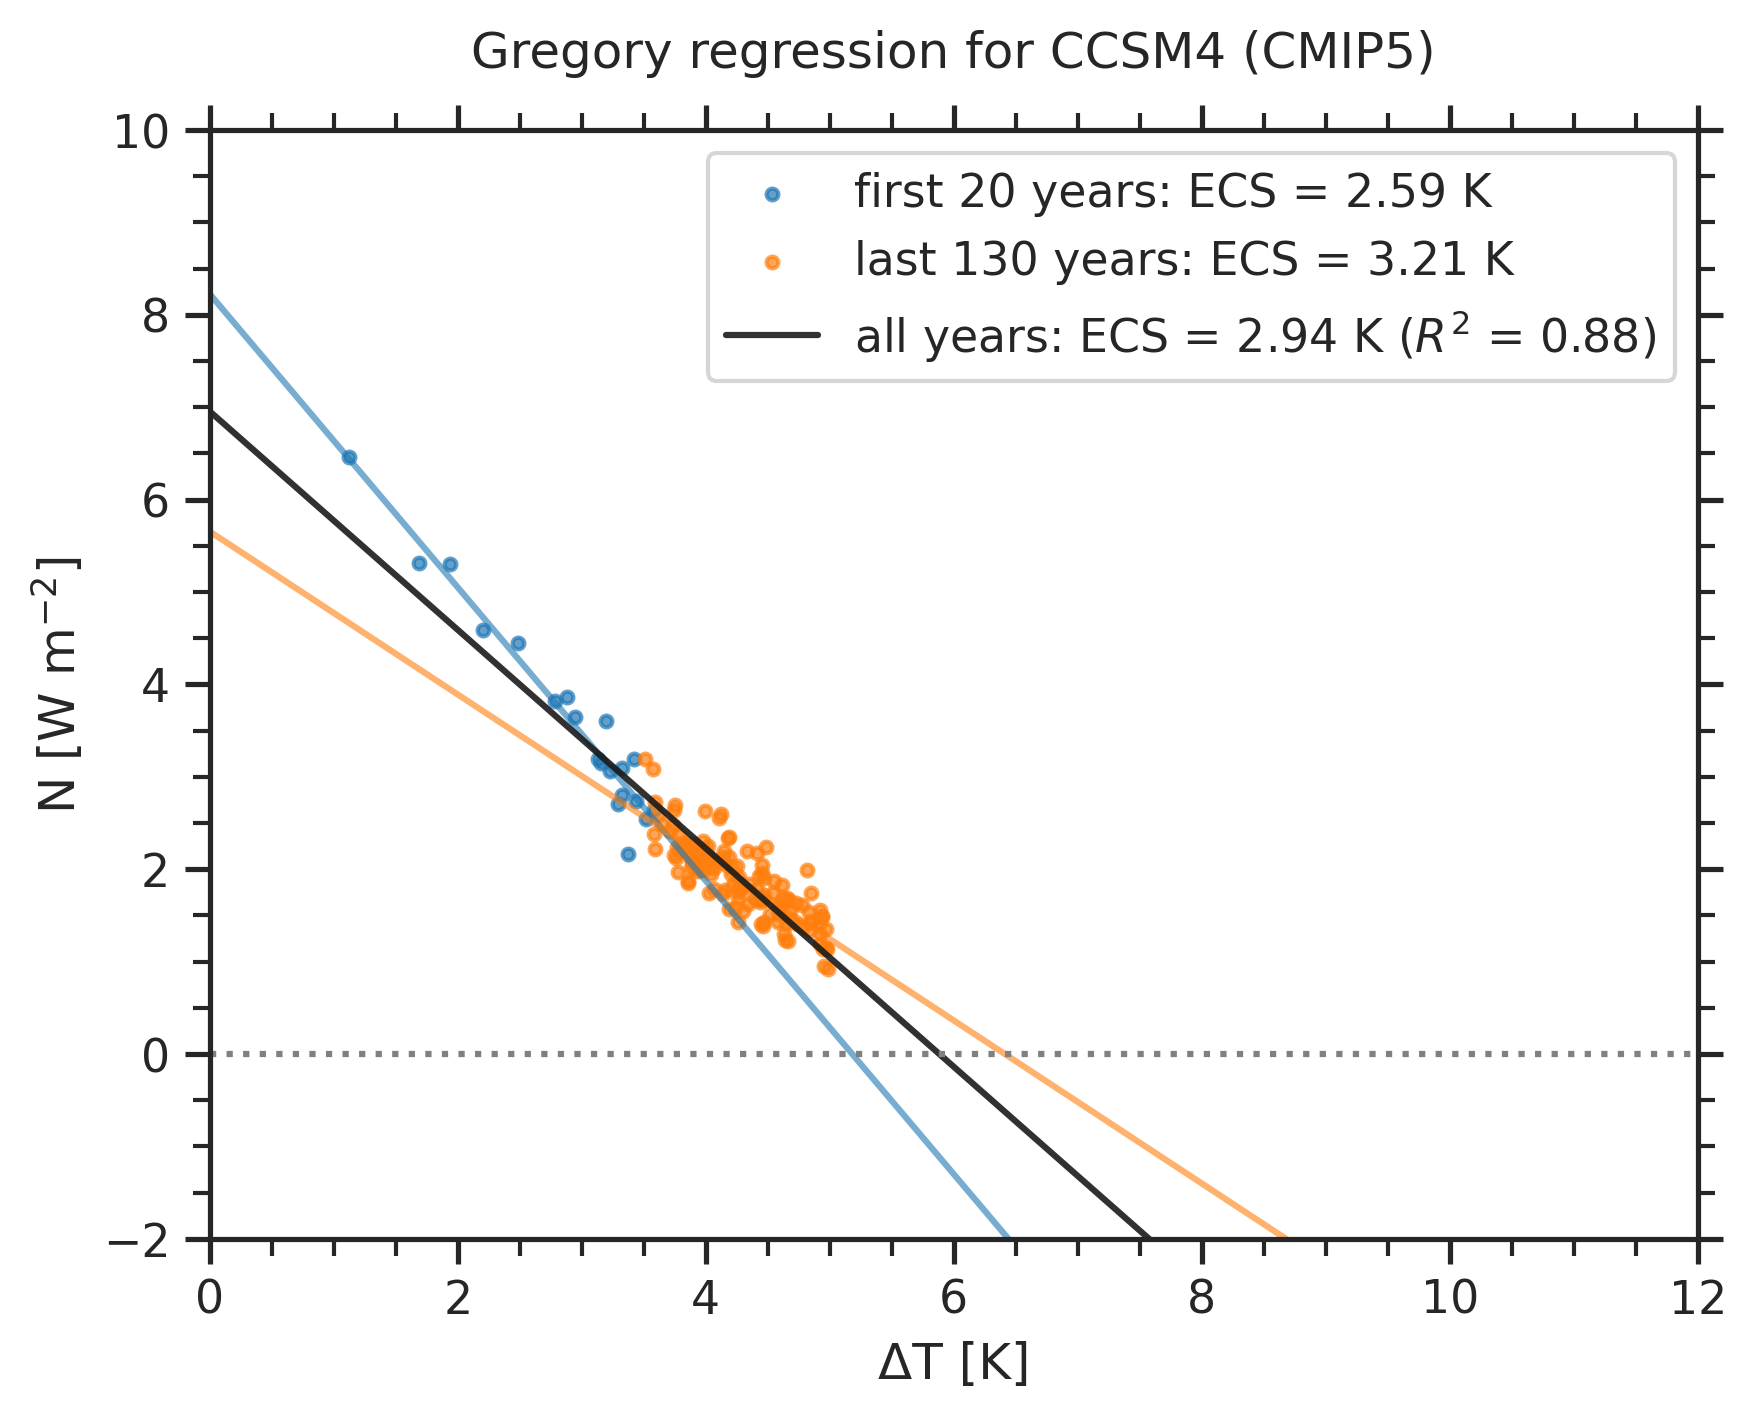 Gregory regression for CCSM4 (CMIP5)
10
8
6
4
2
0
−2
N [W m⁻²]
first 20 years: ECS = 2.59 K
last 130 years: ECS = 3.21 K
all years: ECS = 2.94 K (R² = 0.88)
0 2 4 6 8 10 12
ΔT [K]